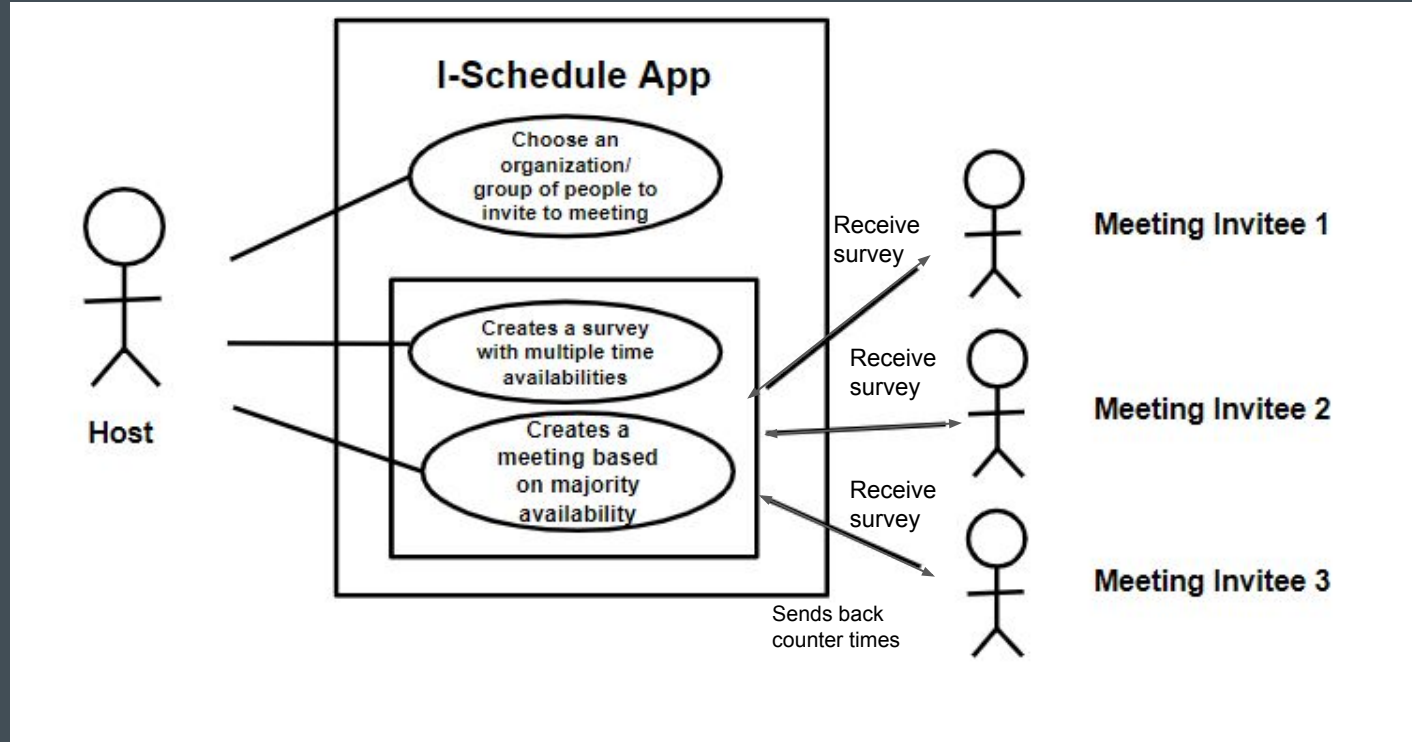 I-Schedule App
Choose an
organization/
group of people to
invite to meeting
Receive
survey
Meeting Invitee 1
Creates a survey
with multiple time
availabilities
Receive
survey
Meeting Invitee 2
Host
Creates a
meeting based
on majority
availability
Receive
survey
Meeting Invitee 3
Sends back
counter times